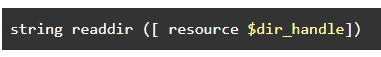 string readdir ([ resource $dir_handle])